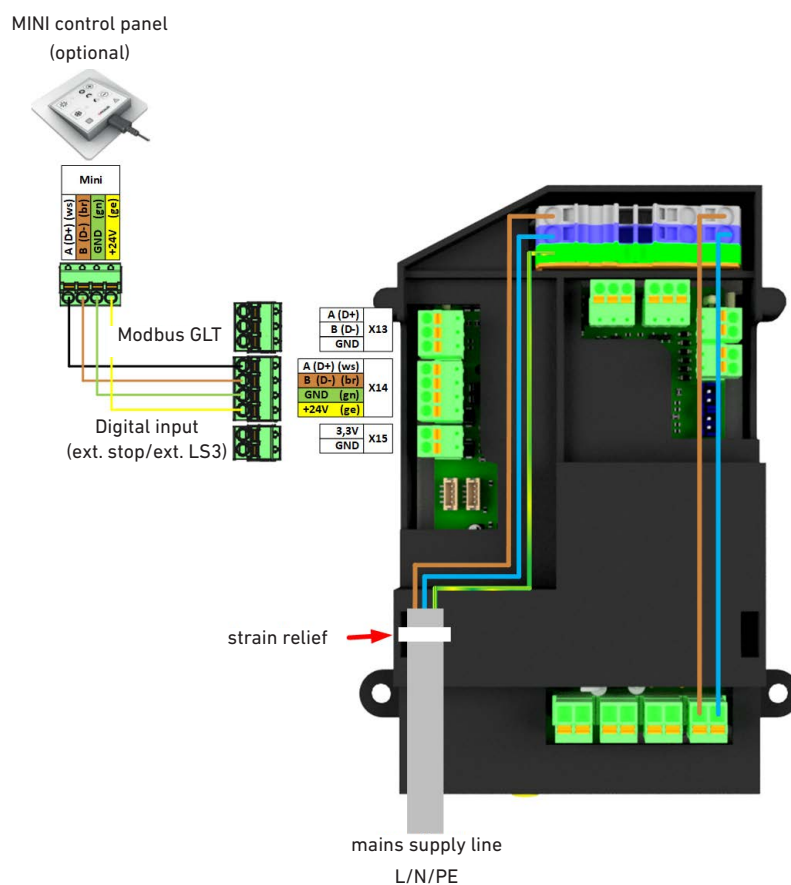 MINI control panel
(optional)
Mini
A (D+) (ws)
B (D-) (br)
GND (gn)
+24V (ge)
Modbus GLT
A (D+)
B (D-)
GND
X13
A (D+) (ws)
B (D-) (br)
GND (gn)
+24V (ge)
X14
Digital input
(ext. stop/ext. LS3)
3,3V
GND
X15
strain relief
mains supply line
L/N/PE